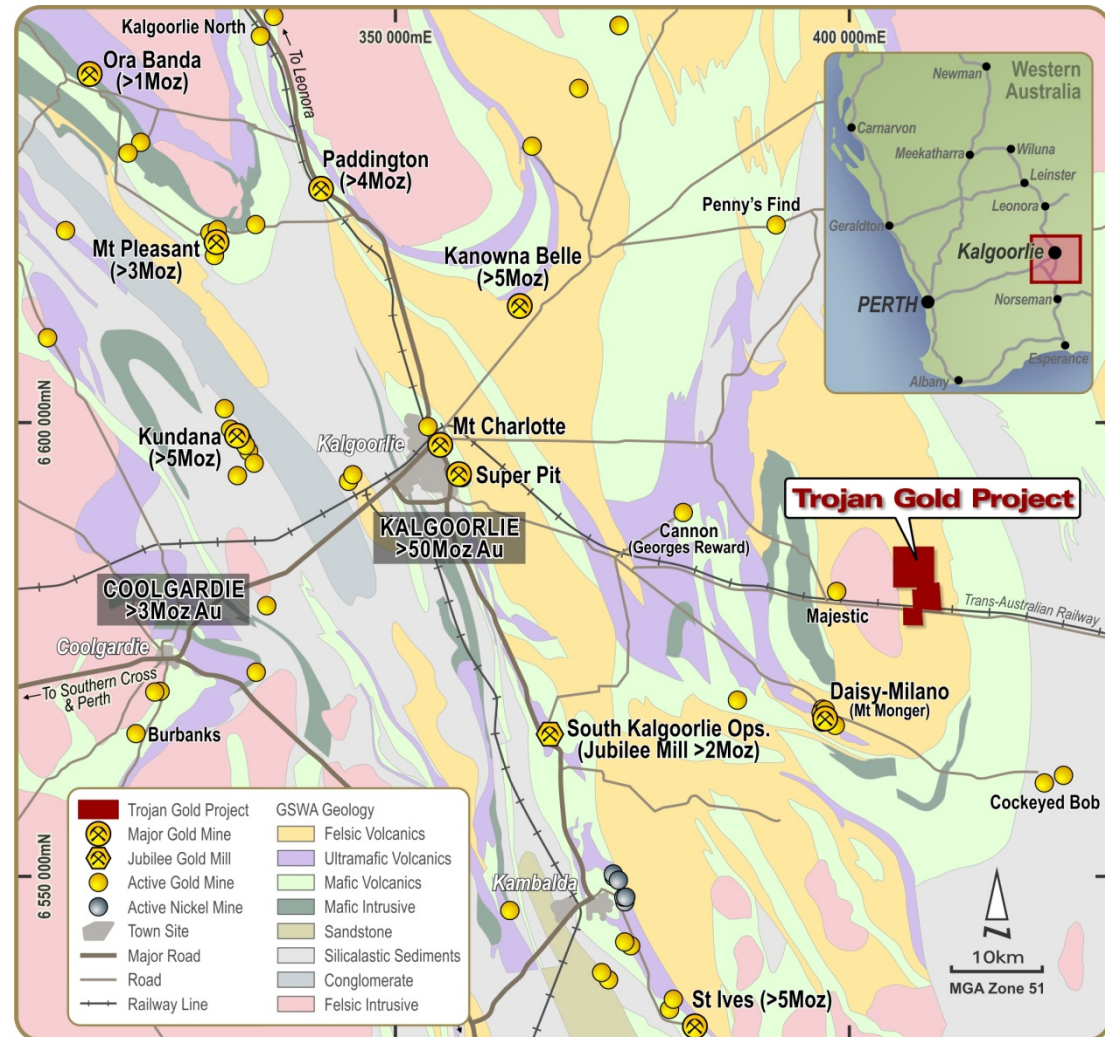 Kalgoorlie North
350 000mE
400 000mE
To Leonora
Ora Banda
(>1Moz)
Paddington
(>4Moz)
Mt Pleasant
(>3Moz)
Kanowna Belle
(>5Moz)
Penny's Find
Western
Australia
Newman
Carnarvon
Meekatharra
Wiluna
Leinster
Leonora
Geraldton
Kalgoorlie
PERTH
Norseman
Esperance
Albany
6 600 000mN
Kundana
(>5Moz)
Kalgoorlie
Mt Charlotte
Super Pit
KALGOORLIE
>50Moz Au
Cannon
(Georges Reward)
Trojan Gold Project
COOLGARDIE
>3Moz Au
Majestic
Trans-Australian Railway
Coolgardie
To Southern Cross
& Perth
Burbanks
Daisy-Milano
(Mt Monger)
South Kalgoorlie Ops.
(Jubilee Mill >2Moz)
Cockeyed Bob
6 550 000mN
Kambalda
St Ives (>5Moz)
Trojan Gold Project
Major Gold Mine
Jubilee Gold Mill
Active Gold Mine
Active Nickel Mine
Town Site
Major Road
Road
Railway Line
GSWA Geology
Felsic Volcanics
Ultramafic Volcanics
Mafic Volcanics
Mafic Intrusive
Sandstone
Silicalastic Sediments
Conglomerate
Felsic Intrusive
N
10km
MGA Zone 51